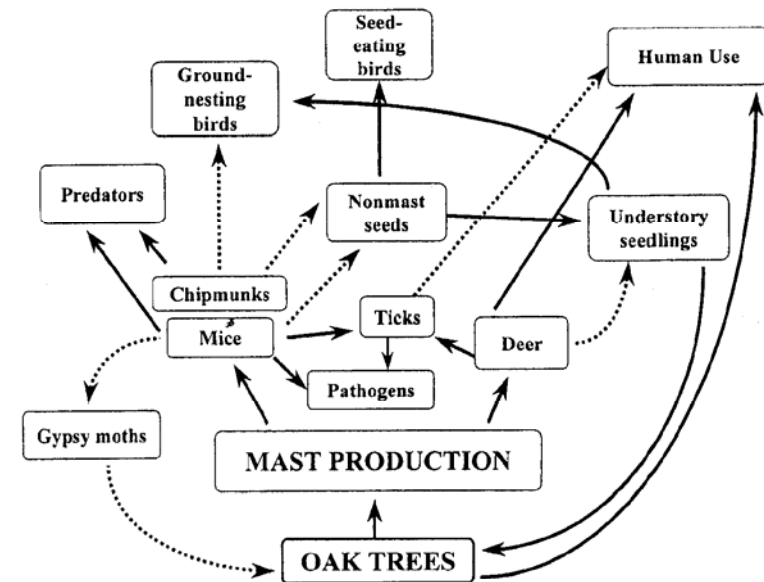 Seed-
eating
birds
Human Use
Ground-
nesting
birds
Predators
Nonmast
seeds
Understory
seedlings
Chipmunks
Mice
Ticks
Deer
Pathogens
Gypsy moths
MAST PRODUCTION
OAK TREES